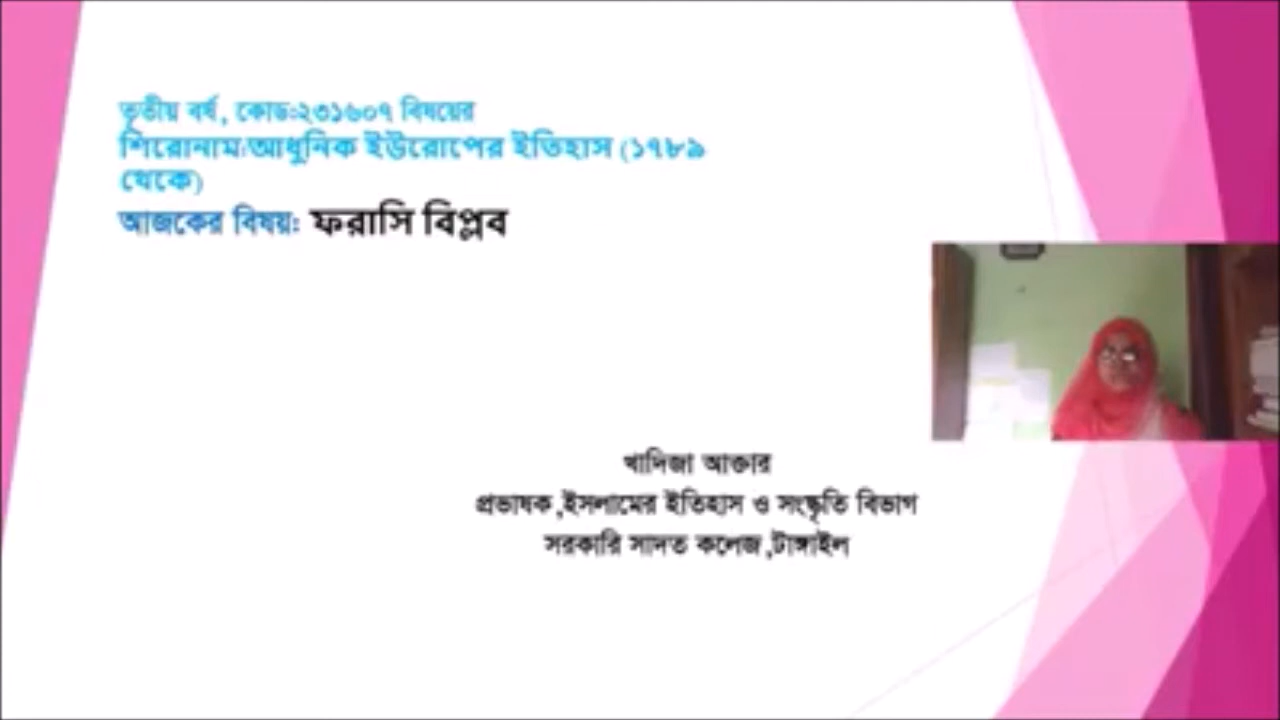 তৃতীয় বর্ষ, কোড:২৩১৬০৭ বিষয়ের
শিরোনাম:আধুনিক ইউরোপের ইতিহাস (১৭৮৯
থেকে)
আজকের বিষয়: ফরাসি বিপ্লব
খাদিজা আক্তার
প্রভাষক,ইসলামের ইতিহাস ও সংস্কৃতি বিভাগ
সরকারি সাদত কলেজ,টাঙ্গাইল